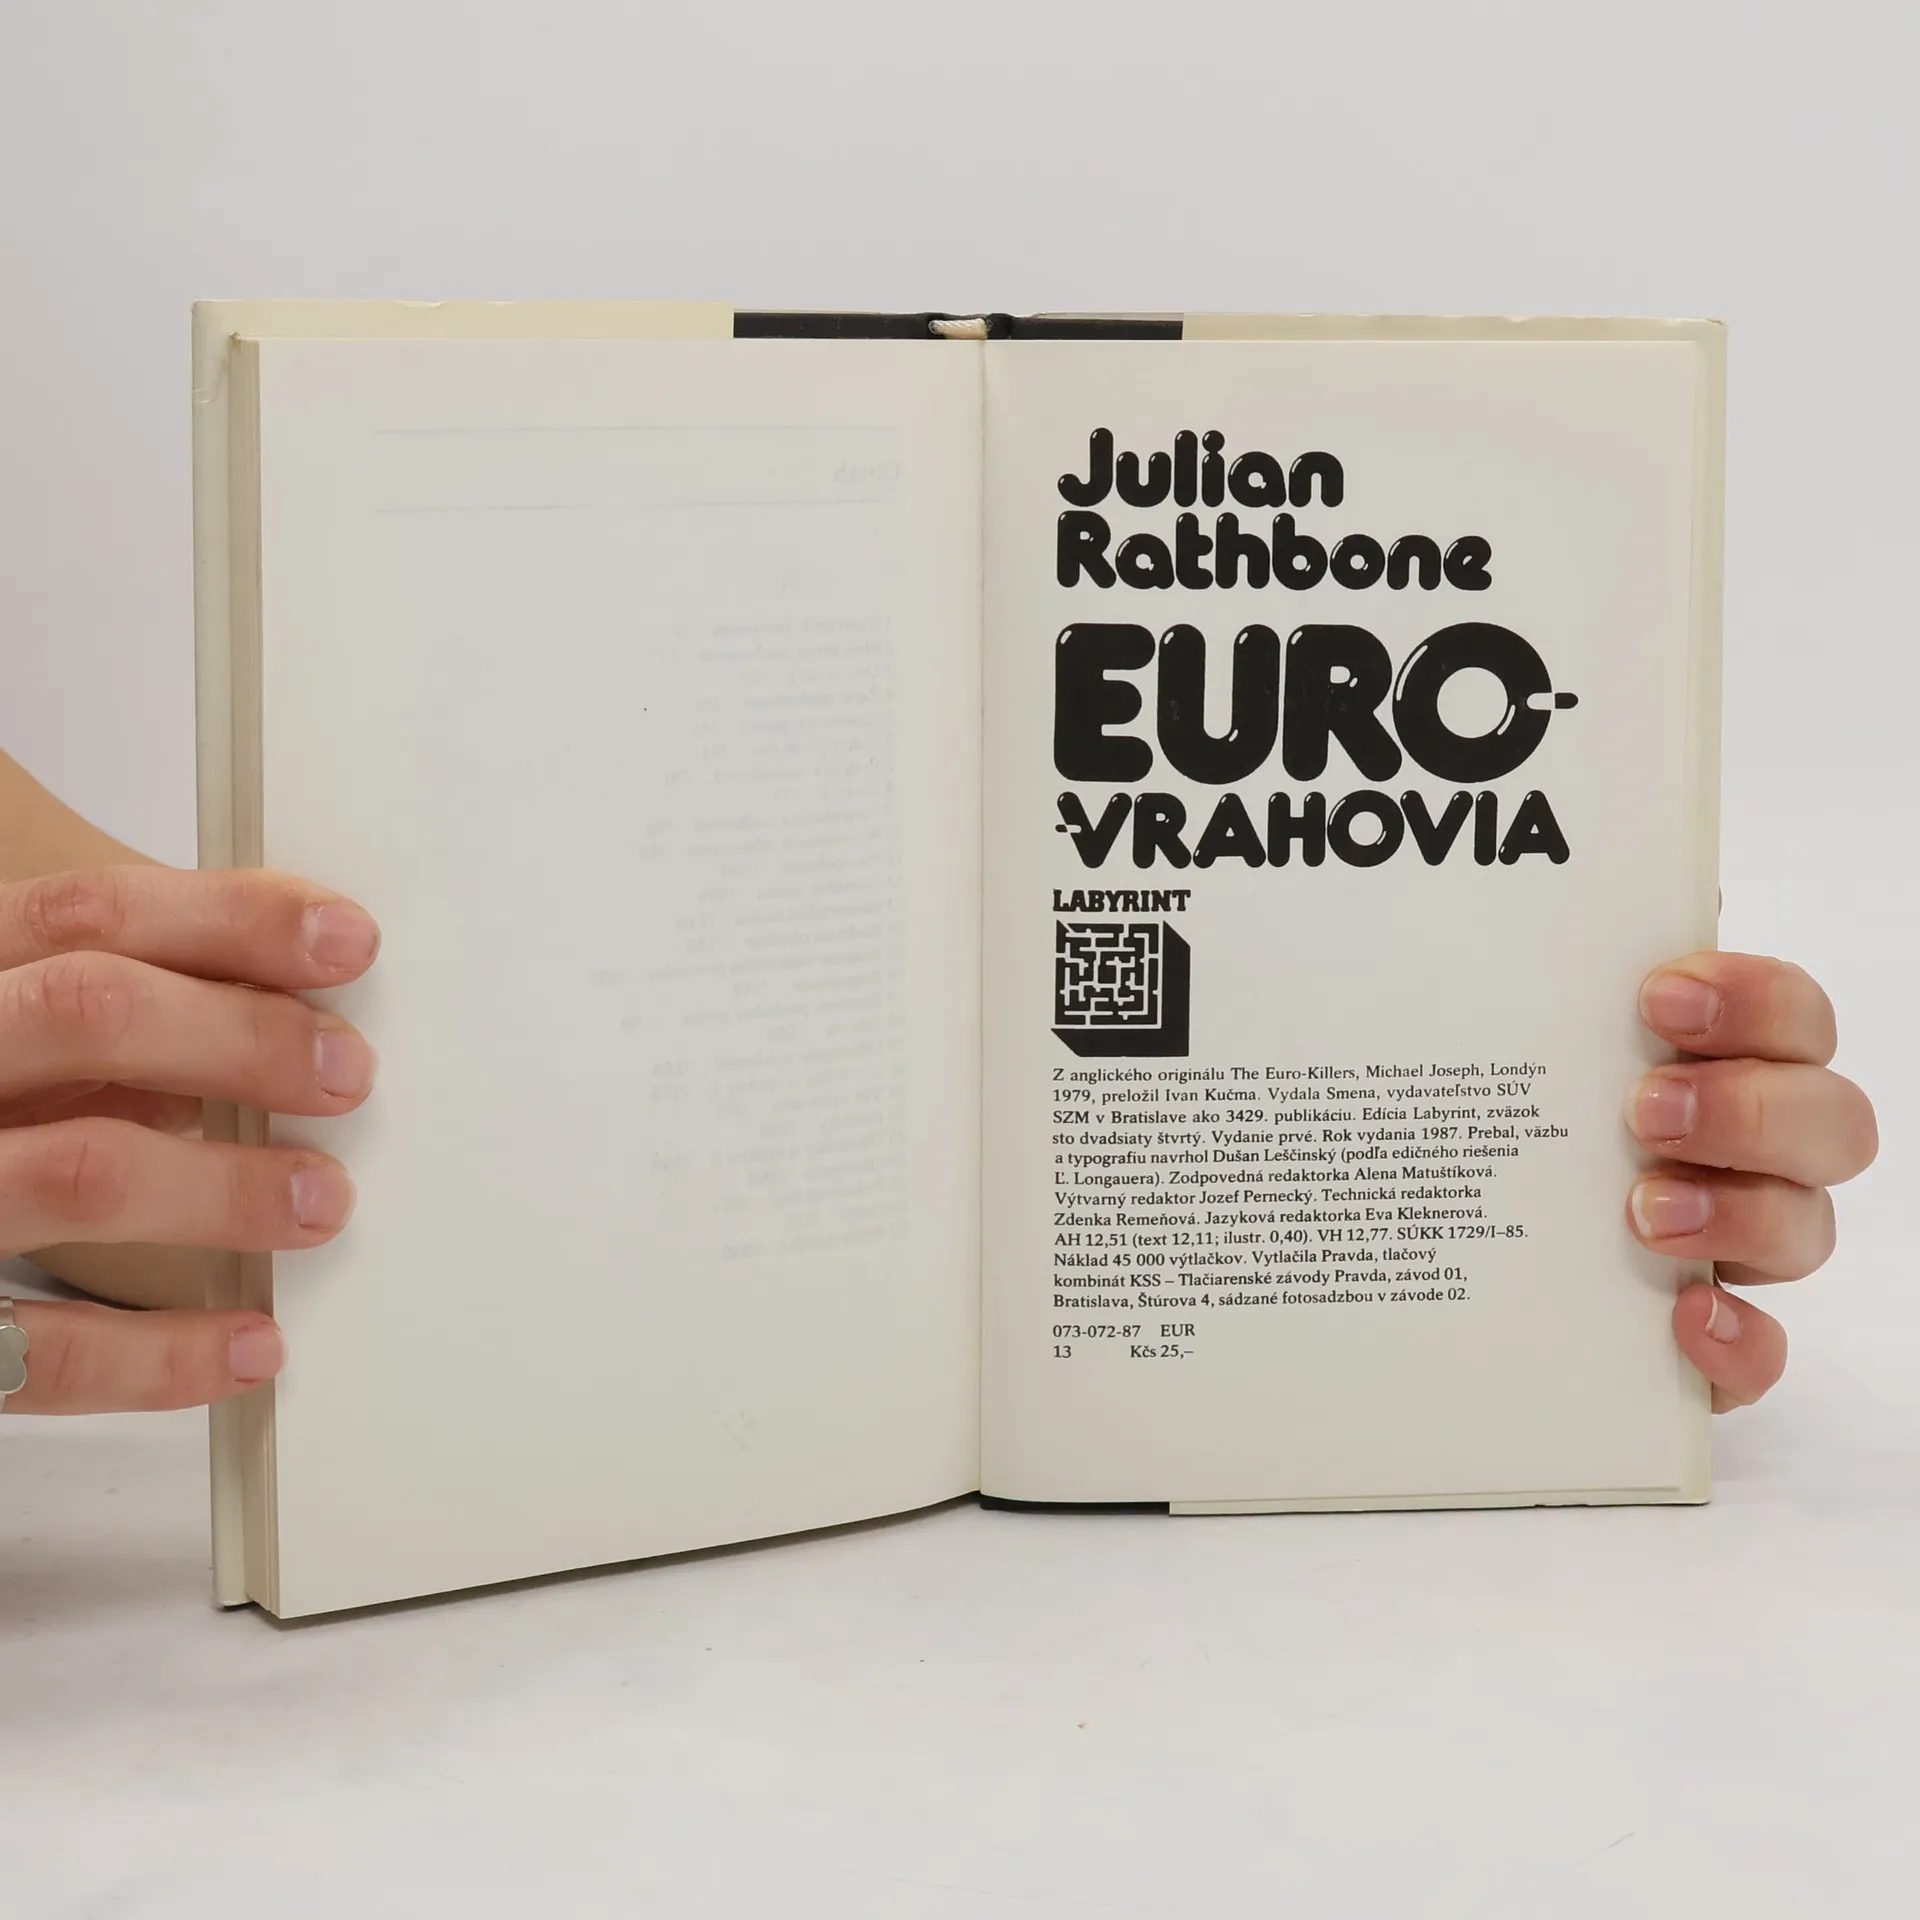 Julian
Rathbone
EURO-
-VRAHOVIA
LABYRINT
Z anglického originálu The Euro-Killers, Michael Joseph, Londýn
1979, preložil Ivan Kučma. Vydala Smena, vydavateľstvo SÚV
SZM v Bratislave ako 3429. publikáciu. Edícia Labyrint, zväzok
sto dvadsiaty štvrtý. Vydanie prvé. Rok vydania 1987. Prebal, väzbu
a typografiu navrhol Dušan Leščinský (podľa edičného riešenia
Ľ. Longauera). Zodpovedná redaktorka Alena Matuštíková.
Výtvarný redaktor Jozef Pernecký. Technická redaktorka
Zdenka Remeňová. Jazyková redaktorka Eva Kleknerová.
AH 12,51 (text 12,11; ilustr. 0,40). VH 12,77. SÚKK 1729/I–85.
Náklad 45 000 výtlačkov. Vytlačila Pravda, tlačový
kombinát KSS – Tlačiarenské závody Pravda, závod 01,
Bratislava, Štúrova 4, sádzané fotosadzbou v závode 02.
073-072-87 EUR
13 Kčs 25,–